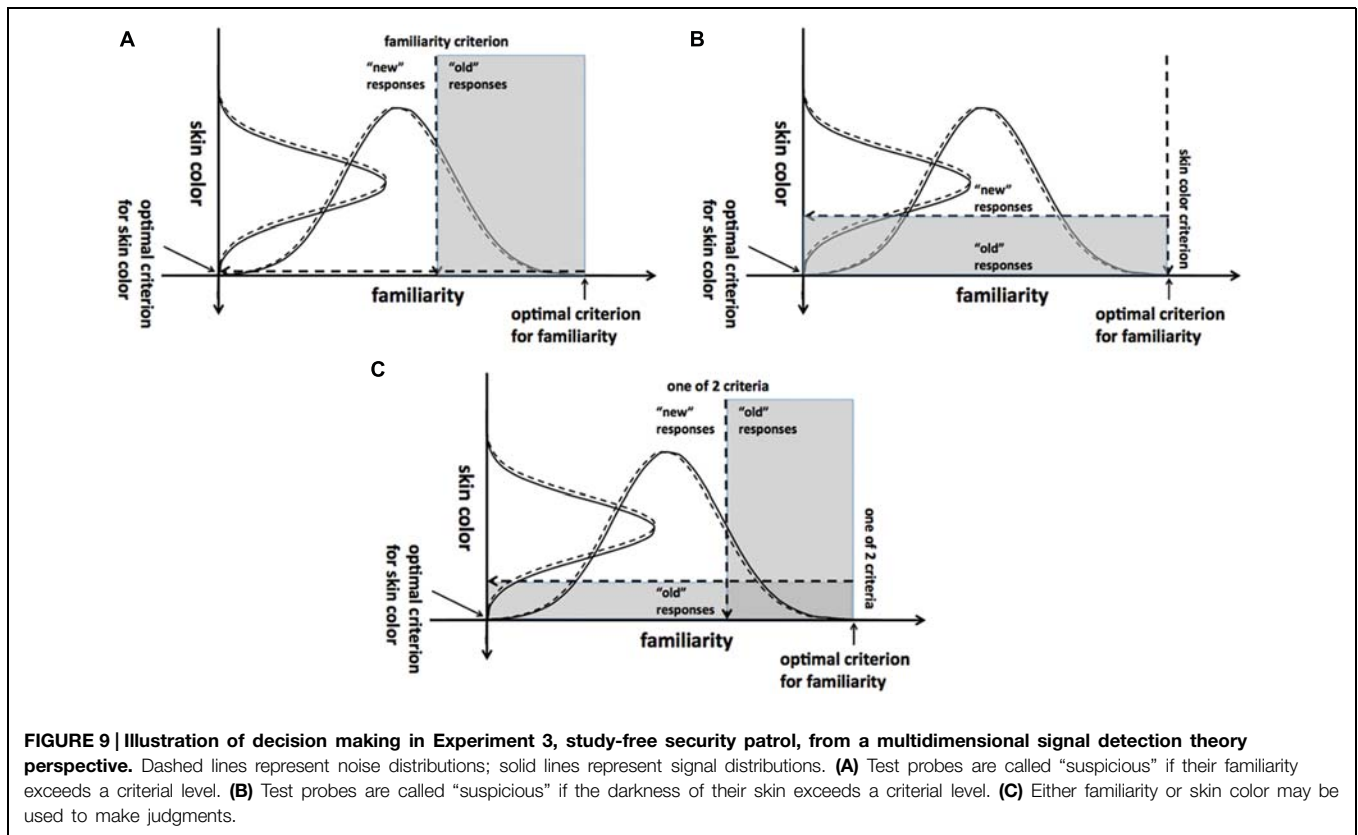 A
familiarity criterion
"new"
responses
"old"
responses
skin color
optimal criterion
for skin color
familiarity
optimal criterion
for familiarity
B
skin color
skin color criterion
"new"
responses
"old"
responses
optimal criterion
for skin color
familiarity
optimal criterion
for familiarity
C
one of 2 criteria
"new"
responses
"old"
responses
skin color
one of 2 criteria
optimal criterion
for skin color
"old"
responses
familiarity
optimal criterion
for familiarity
FIGURE 9 | Illustration of decision making in Experiment 3, study-free security patrol, from a multidimensional signal detection theory
perspective. Dashed lines represent noise distributions; solid lines represent signal distributions. (A) Test probes are called "suspicious" if their familiarity
exceeds a criterial level. (B) Test probes are called "suspicious" if the darkness of their skin exceeds a criterial level. (C) Either familiarity or skin color may be
used to make judgments.